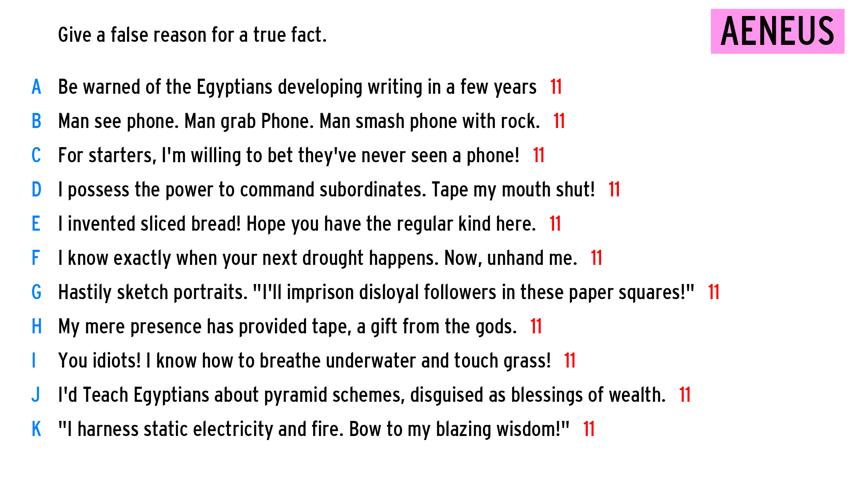 Give a false reason for a true fact.
AENEUS
A Be warned of the Egyptians developing writing in a few years 11
B Man see phone. Man grab Phone. Man smash phone with rock. 11
C For starters, I'm willing to bet they've never seen a phone! 11
D I possess the power to command subordinates. Tape my mouth shut! 11
E I invented sliced bread! Hope you have the regular kind here. 11
F I know exactly when your next drought happens. Now, unhand me. 11
G Hastily sketch portraits. "I'll imprison disloyal followers in these paper squares!" 11
H My mere presence has provided tape, a gift from the gods. 11
I You idiots! I know how to breathe underwater and touch grass! 11
J I'd Teach Egyptians about pyramid schemes, disguised as blessings of wealth. 11
K "I harness static electricity and fire. Bow to my blazing wisdom!" 11